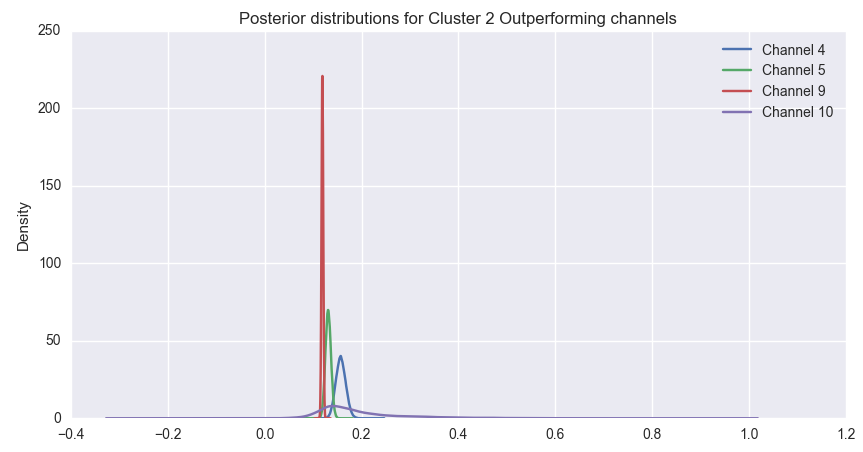 Posterior distributions for Cluster 2 Outperforming channels
250
200
150
100
50
0
Density
Channel 4
Channel 5
Channel 9
Channel 10
−0.4 −0.2 0.0 0.2 0.4 0.6 0.8 1.0 1.2